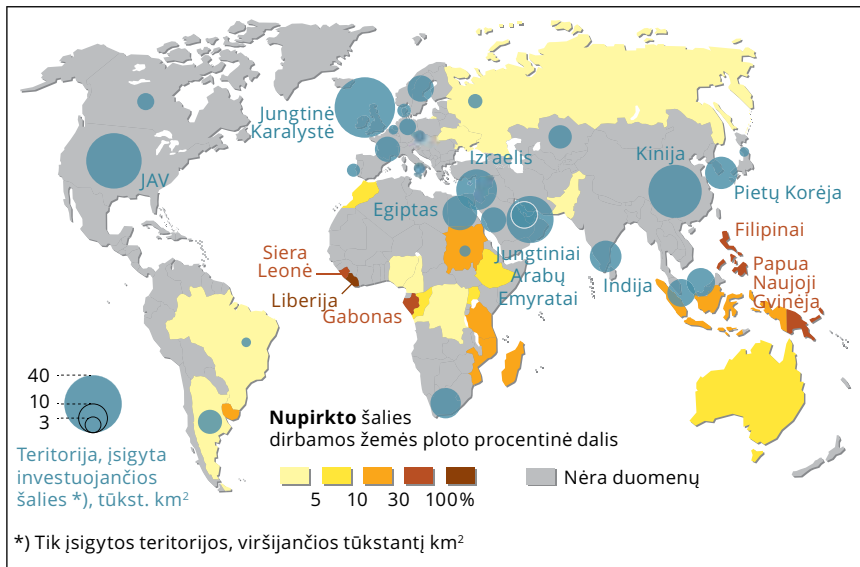 Jungtinė
Karalystė
JAV
Izraelis
Kinija
Pietų Korėja
Egiptas
Filipinai
Siera
Leonė
Jungtiniai
Arabų
Emyratai
Papua
Naujoji
Gvinėja
Liberija
Indija
Gabonas
40
10
3
Teritorija, įsigyta
investuojančios
šalies *), tūkst. km²
Nupirkto šalies
dirbamos žemės ploto procentinė dalis
5 10 30 100%
Nėra duomenų
*) Tik įsigytos teritorijos, viršijančios tūkstantį km²